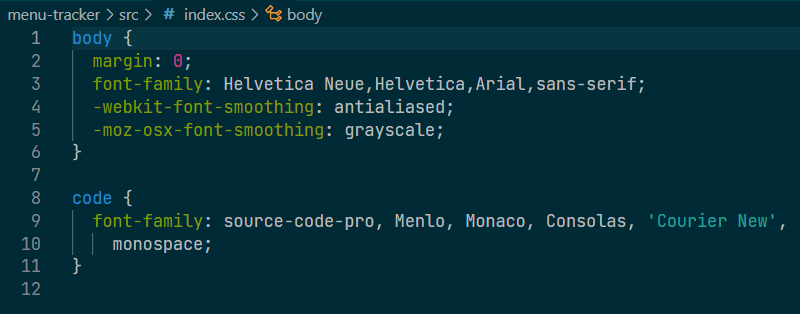 menu-tracker > src > # index.css > body
1 body {
2 margin: 0;
3 font-family: Helvetica Neue,Helvetica,Arial,sans-serif;
4 -webkit-font-smoothing: antialiased;
5 -moz-osx-font-smoothing: grayscale;
6 }
7
8 code {
9 font-family: source-code-pro, Menlo, Monaco, Consolas, 'Courier New',
10 monospace;
11 }
12